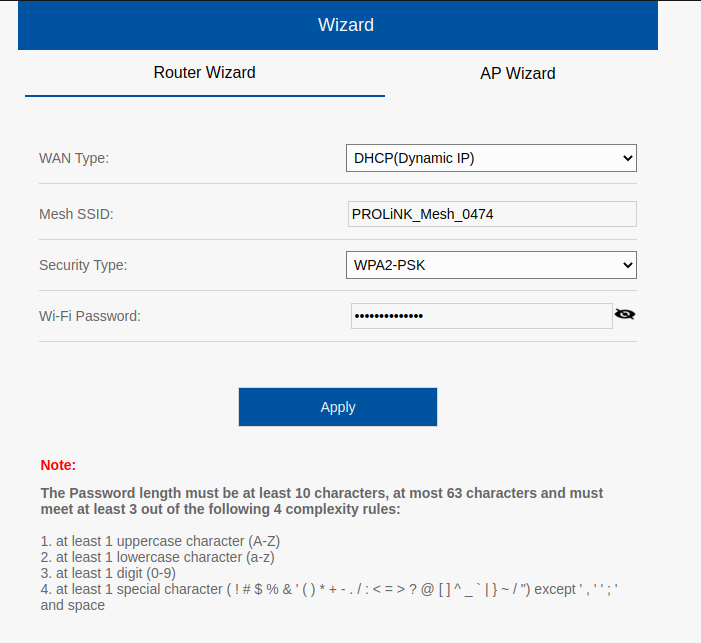 Wizard
Router Wizard
AP Wizard
WAN Type:
DHCP(Dynamic IP)
Mesh SSID:
PROLiNK_Mesh_0474
Security Type:
WPA2-PSK
Wi-Fi Password:
••••••••••••••
Apply
Note:
The Password length must be at least 10 characters, at most 63 characters and must
meet at least 3 out of the following 4 complexity rules:
1. at least 1 uppercase character (A-Z)
2. at least 1 lowercase character (a-z)
3. at least 1 digit (0-9)
4. at least 1 special character ( ! # $ % & ' ( ) * + - . / : < = > ? @ [ ] ^ _ ` | } ~ / ") except ' , ' ' ; '
and space